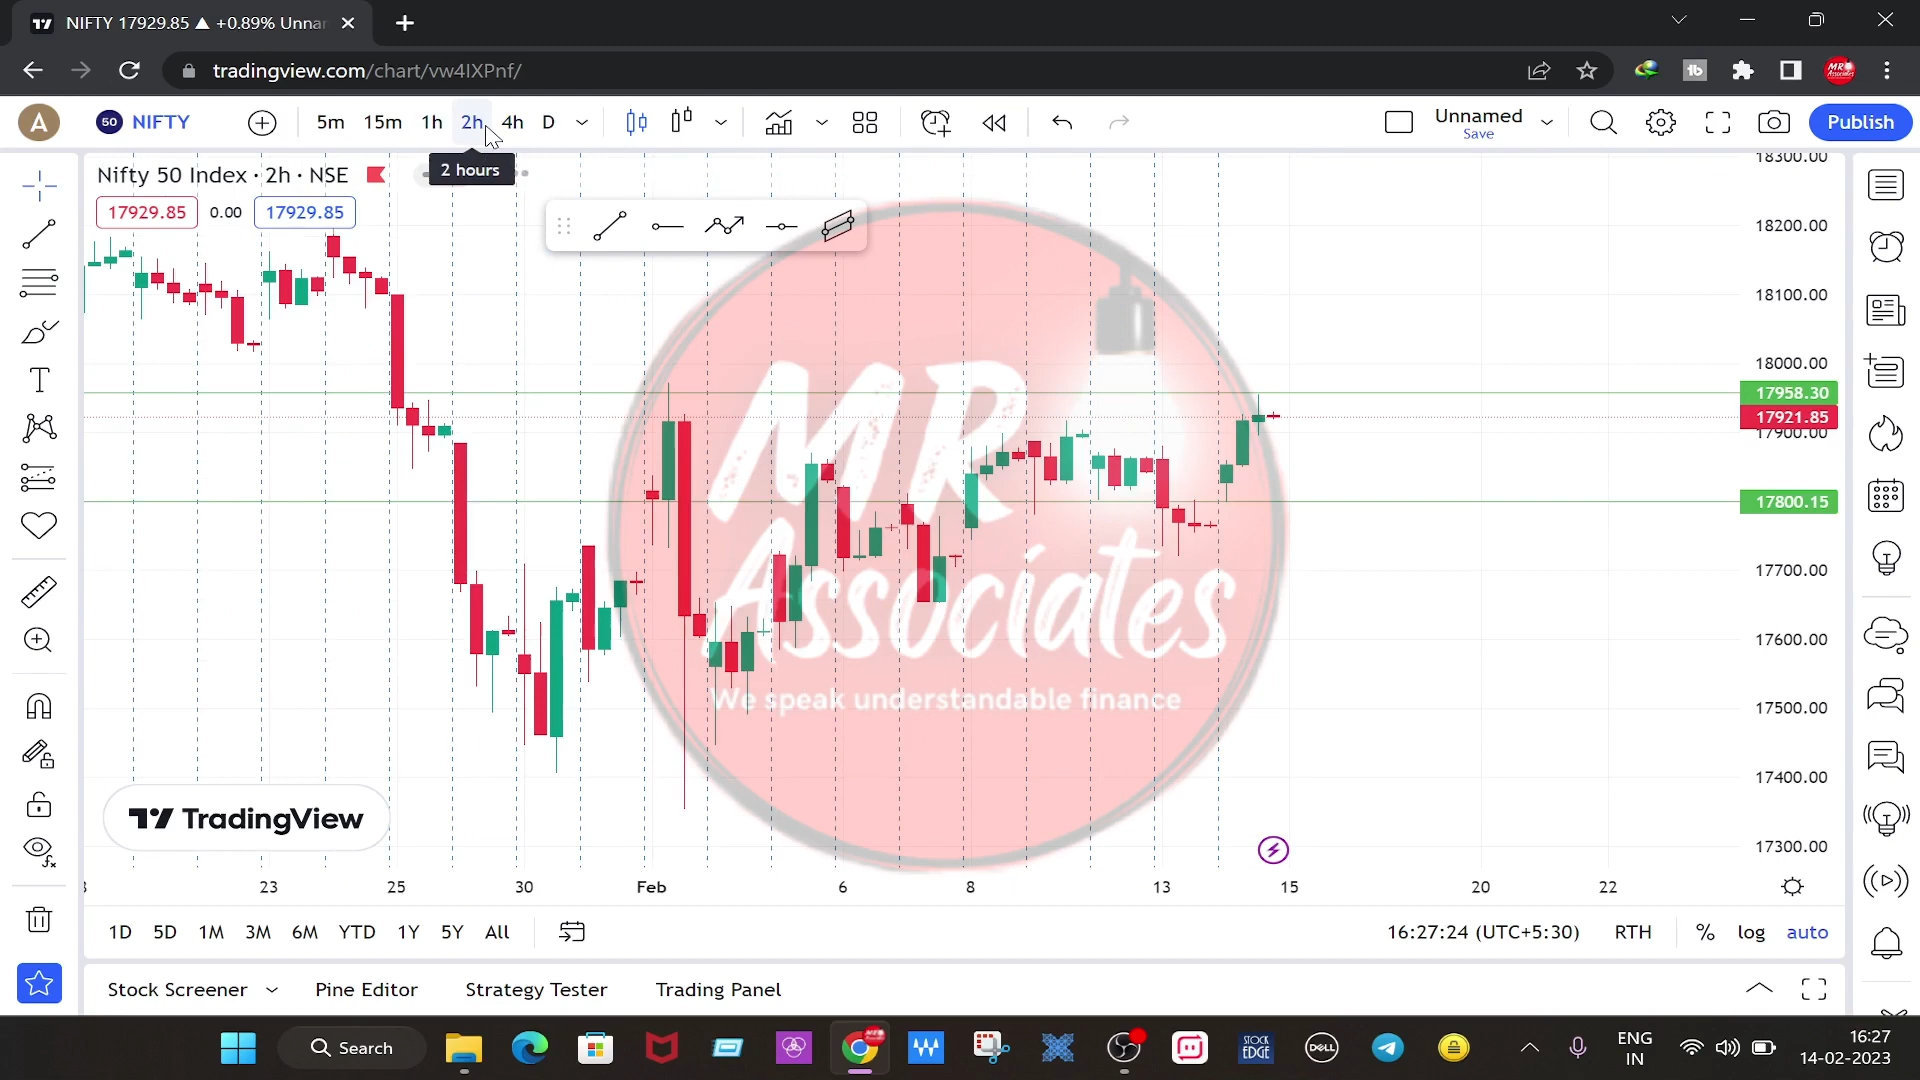 NIFTY 17929.85 ▲ +0.89% Unnar
tradingview.com/chart/vw4IXPnf/
A
50 NIFTY
5m 15m 1h 2h 4h D
Unnamed
Save
Publish
2 hours
Nifty 50 Index · 2h · NSE
17929.85 0.00 17929.85
18300.00
18200.00
18100.00
18000.00
17958.30
17921.85
17900.00
17800.15
17700.00
17600.00
17500.00
17400.00
17300.00
MR
Associates
We speak understandable finance
TradingView
23 25 30 Feb 6 8 13 15 20 22
1D 5D 1M 3M 6M YTD 1Y 5Y All
16:27:24 (UTC+5:30) RTH % log auto
Stock Screener Pine Editor Strategy Tester Trading Panel
Search
STOCK
EDGE
DELL
ENG
IN
16:27
14-02-2023